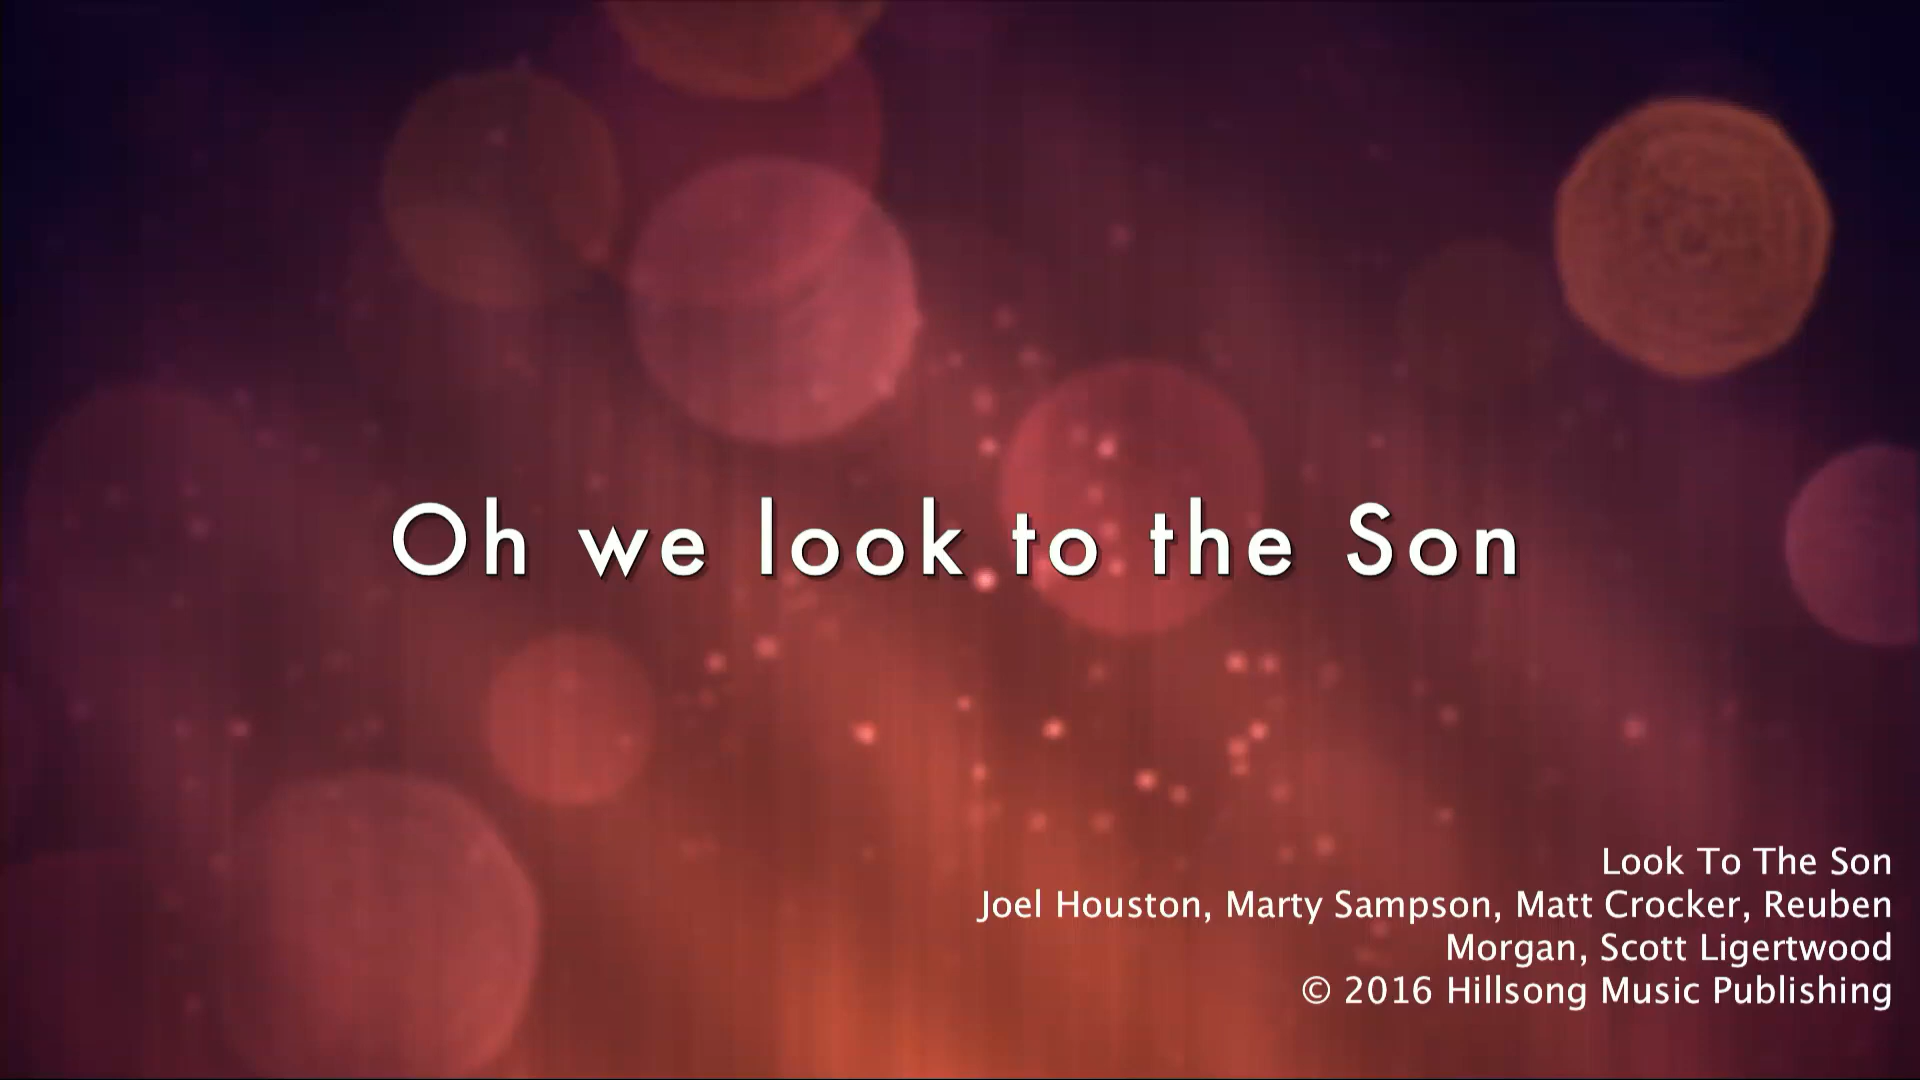 Oh we look to the Son
Look To The Son
Joel Houston, Marty Sampson, Matt Crocker, Reuben
Morgan, Scott Ligertwood
© 2016 Hillsong Music Publishing